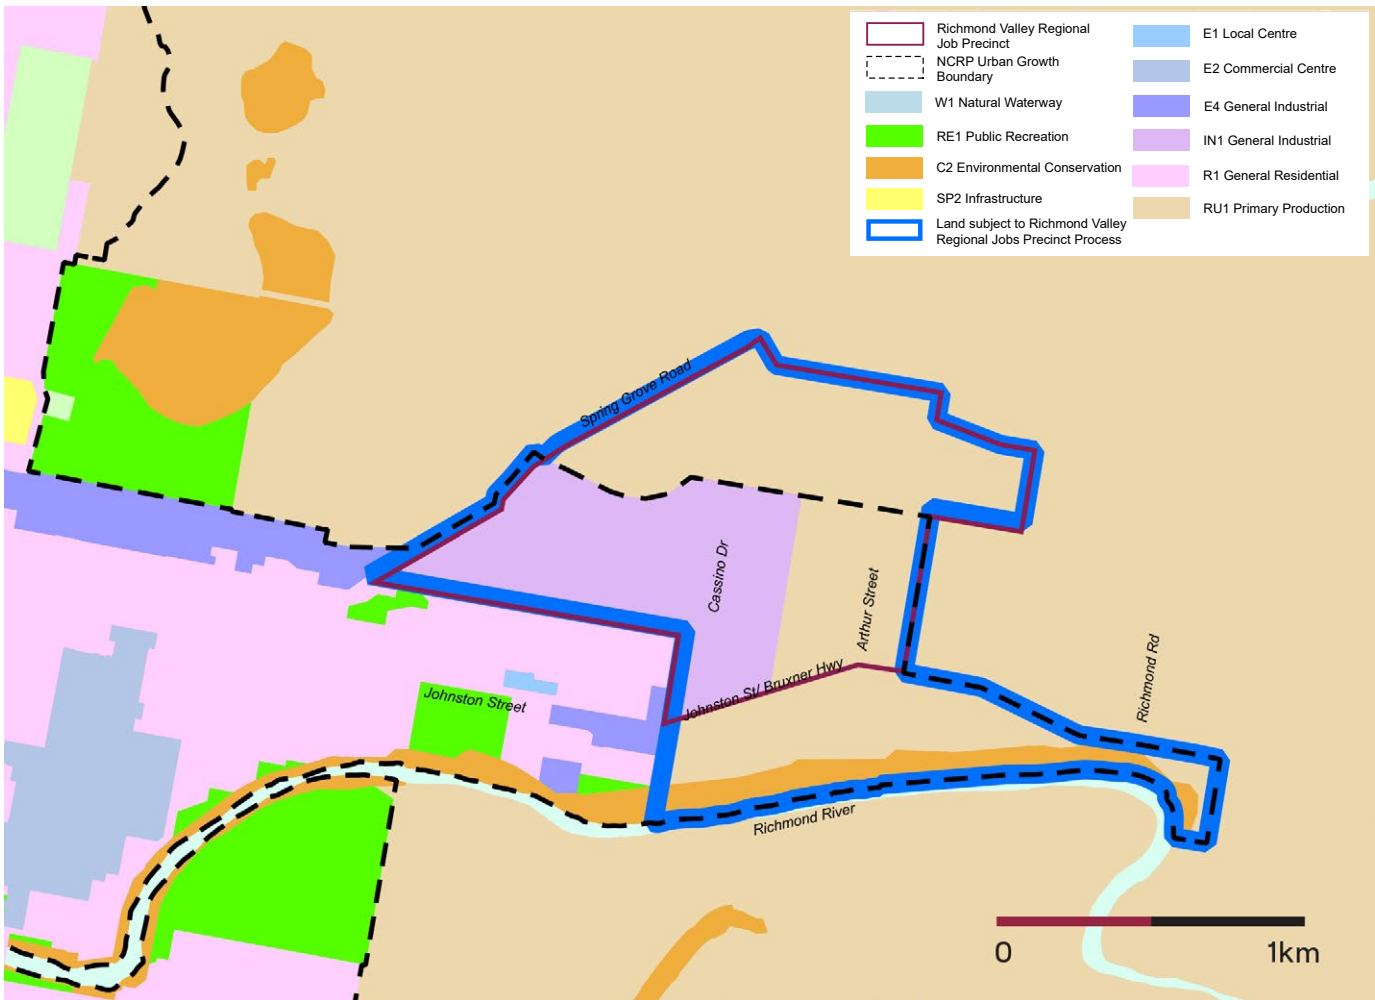 Richmond Valley Regional
Job Precinct
NCRP Urban Growth
Boundary
W1 Natural Waterway
RE1 Public Recreation
C2 Environmental Conservation
SP2 Infrastructure
Land subject to Richmond Valley
Regional Jobs Precinct Process
E1 Local Centre
E2 Commercial Centre
E4 General Industrial
IN1 General Industrial
R1 General Residential
RU1 Primary Production
Spring Grove Road
Cassino Dr
Arthur Street
Richmond Rd
Johnston St/ Bruxner Hwy
Johnston Street
Richmond River
0
1km